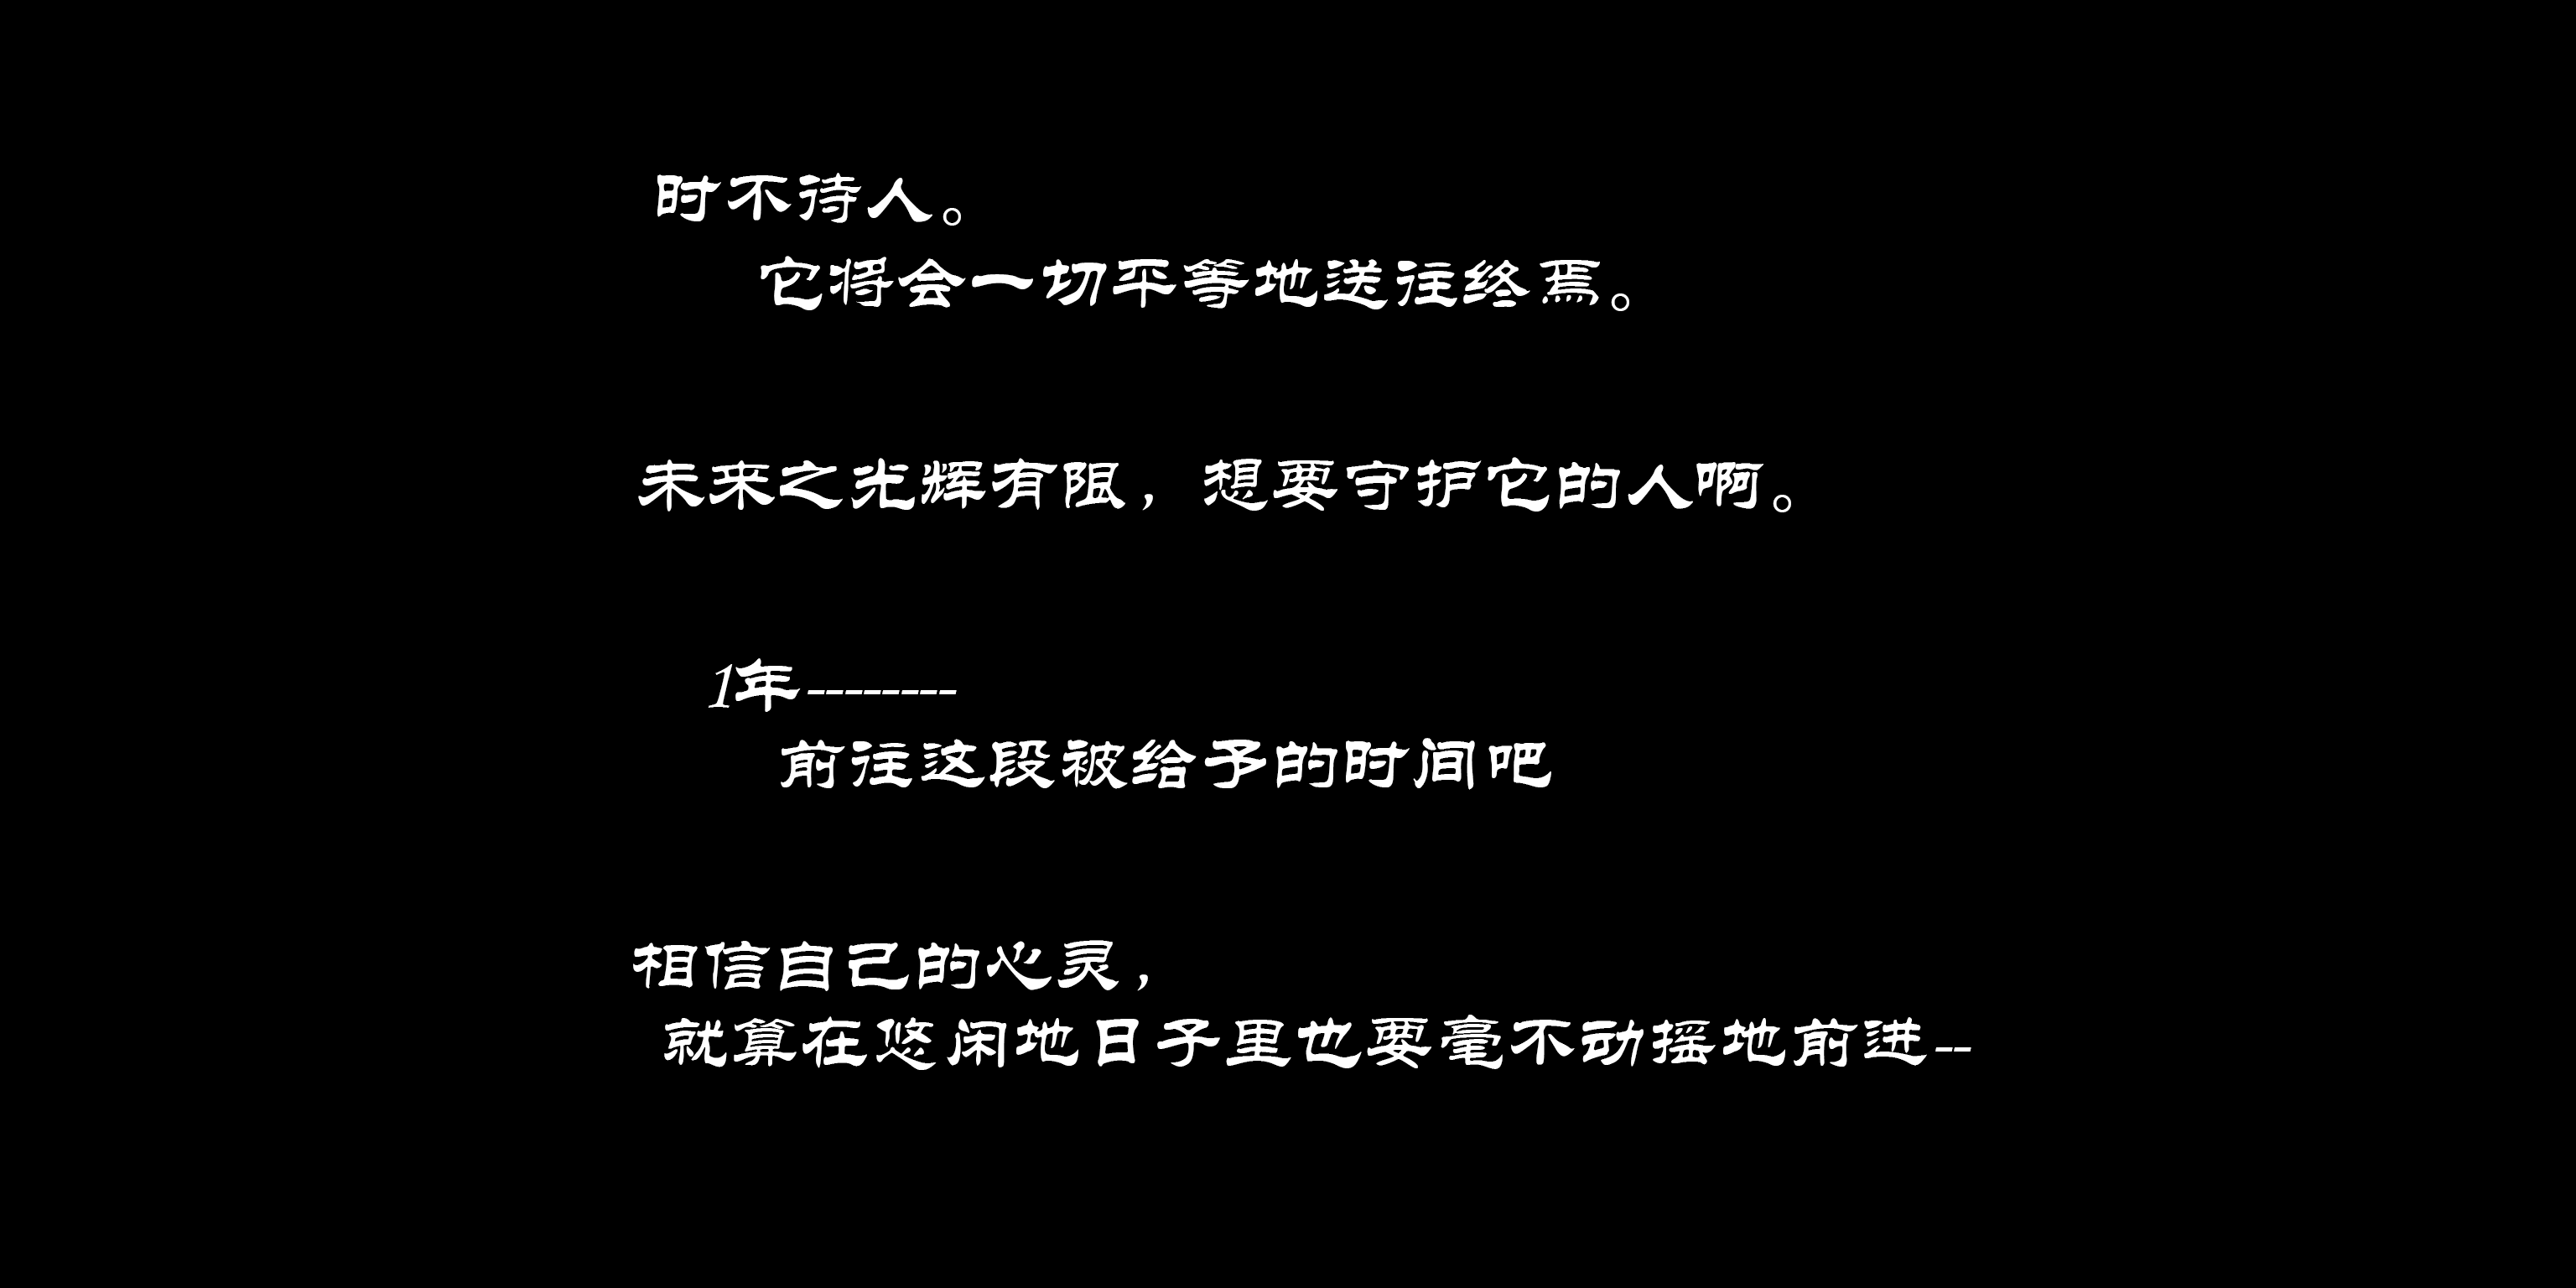 时不待人。
它将会一切平等地送往终焉。
未来之光辉有阻，想要守护它的人啊。
1年--------
前往这段被给予的时间吧
相信自己的心灵，
就算在悠闲地日子里也要毫不动摇地前进--